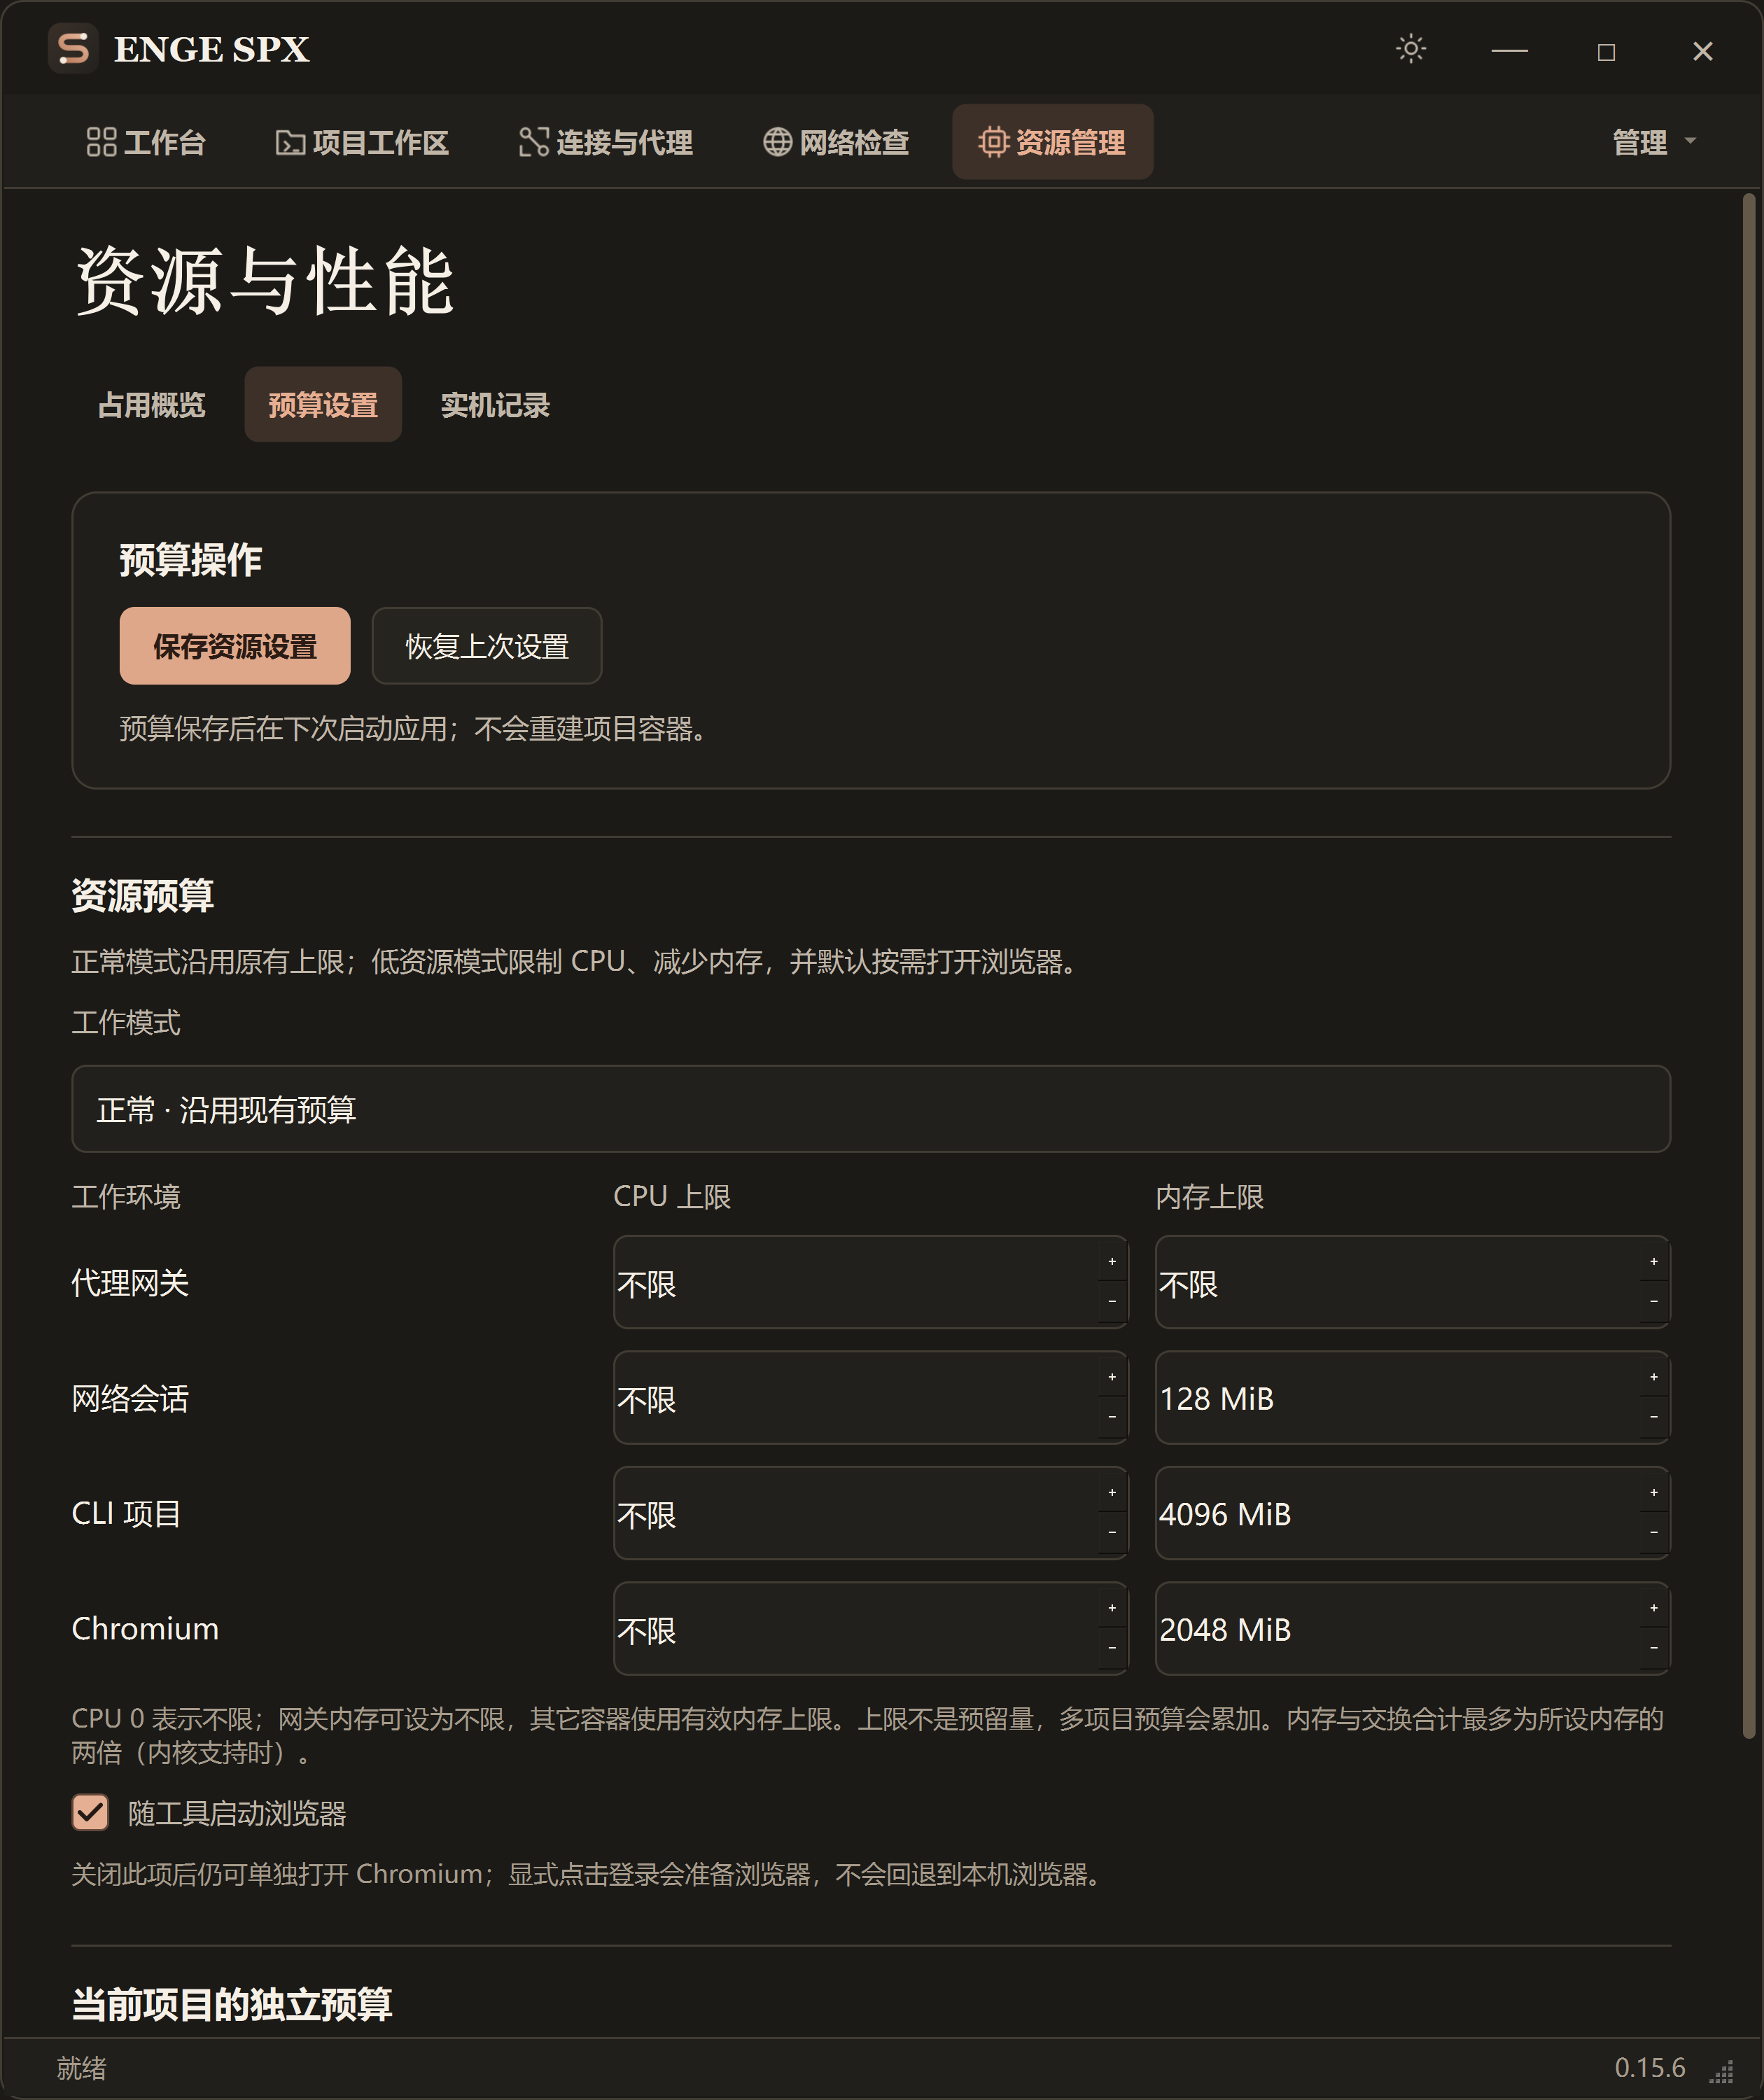 ENGE SPX
工作台 项目工作区 连接与代理 网络检查 资源管理 管理
资源与性能
占用概览 预算设置 实机记录
预算操作
保存资源设置 恢复上次设置
预算保存后在下次启动应用；不会重建项目容器。
资源预算
正常模式沿用原有上限；低资源模式限制 CPU、减少内存，并默认按需打开浏览器。
工作模式
正常 · 沿用现有预算
工作环境 CPU 上限 内存上限
代理网关 不限 + - 不限 + -
网络会话 不限 + - 128 MiB + -
CLI 项目 不限 + - 4096 MiB + -
Chromium 不限 + - 2048 MiB + -
CPU 0 表示不限；网关内存可设为不限，其它容器使用有效内存上限。上限不是预留量，多项目预算会累加。内存与交换合计最多为所设内存的
两倍（内核支持时）。
随工具启动浏览器
关闭此项后仍可单独打开 Chromium；显式点击登录会准备浏览器，不会回退到本机浏览器。
当前项目的独立预算
就绪 0.15.6